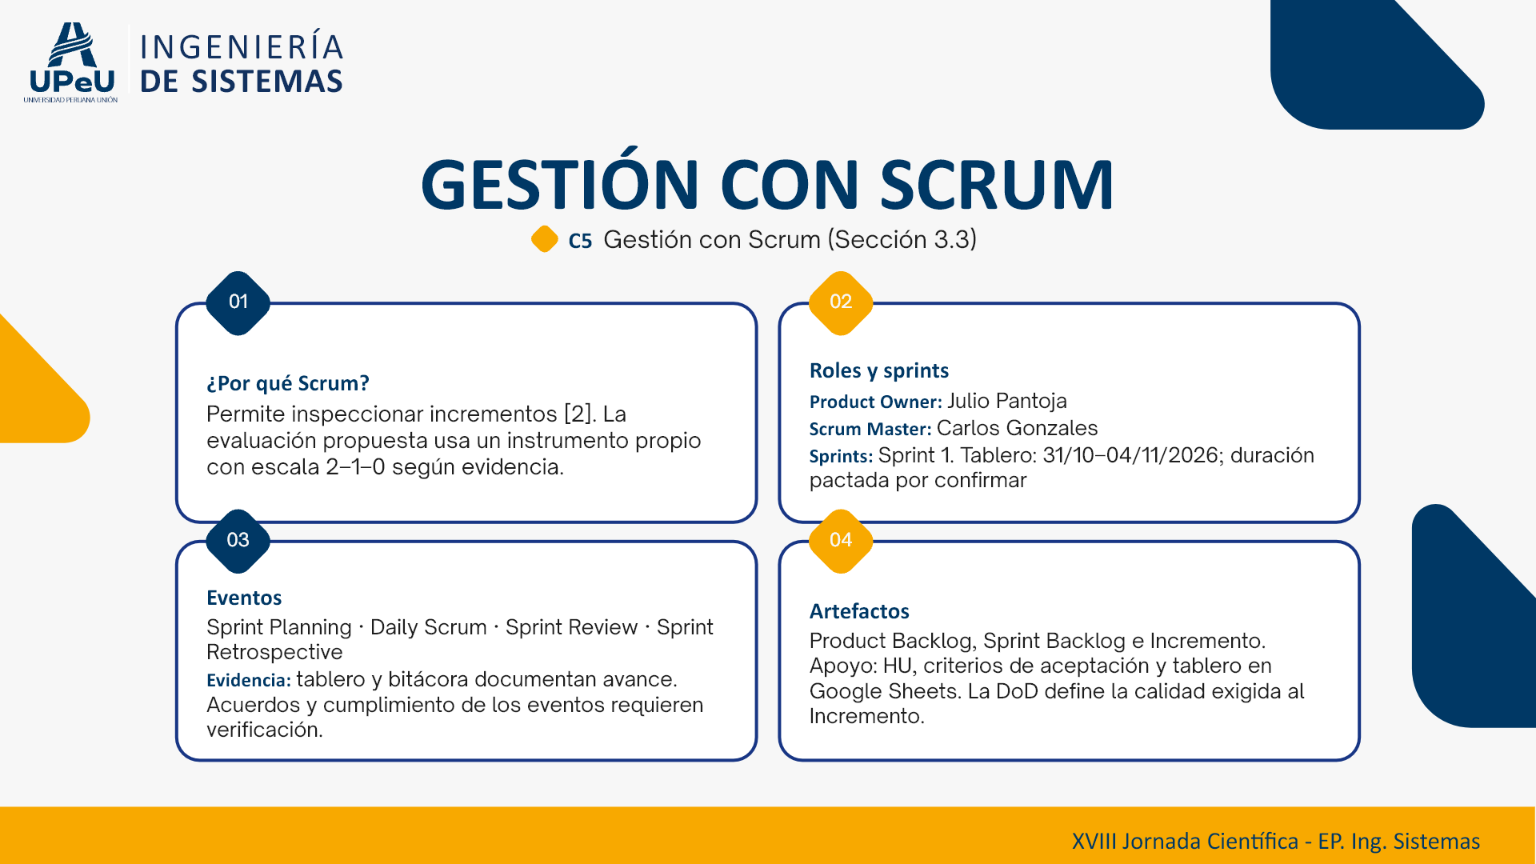 UPeU
UNIVERSIDAD PERUANA UNIÓN
INGENIERÍA
DE SISTEMAS
GESTIÓN CON SCRUM
C5 Gestión con Scrum (Sección 3.3)
01
¿Por qué Scrum?
Permite inspeccionar incrementos [2]. La
evaluación propuesta usa un instrumento propio
con escala 2–1–0 según evidencia.
02
Roles y sprints
Product Owner: Julio Pantoja
Scrum Master: Carlos Gonzales
Sprints: Sprint 1. Tablero: 31/10–04/11/2026; duración
pactada por confirmar
03
Eventos
Sprint Planning · Daily Scrum · Sprint Review · Sprint
Retrospective
Evidencia: tablero y bitácora documentan avance.
Acuerdos y cumplimiento de los eventos requieren
verificación.
04
Artefactos
Product Backlog, Sprint Backlog e Incremento.
Apoyo: HU, criterios de aceptación y tablero en
Google Sheets. La DoD define la calidad exigida al
Incremento.
XVIII Jornada Científica - EP. Ing. Sistemas